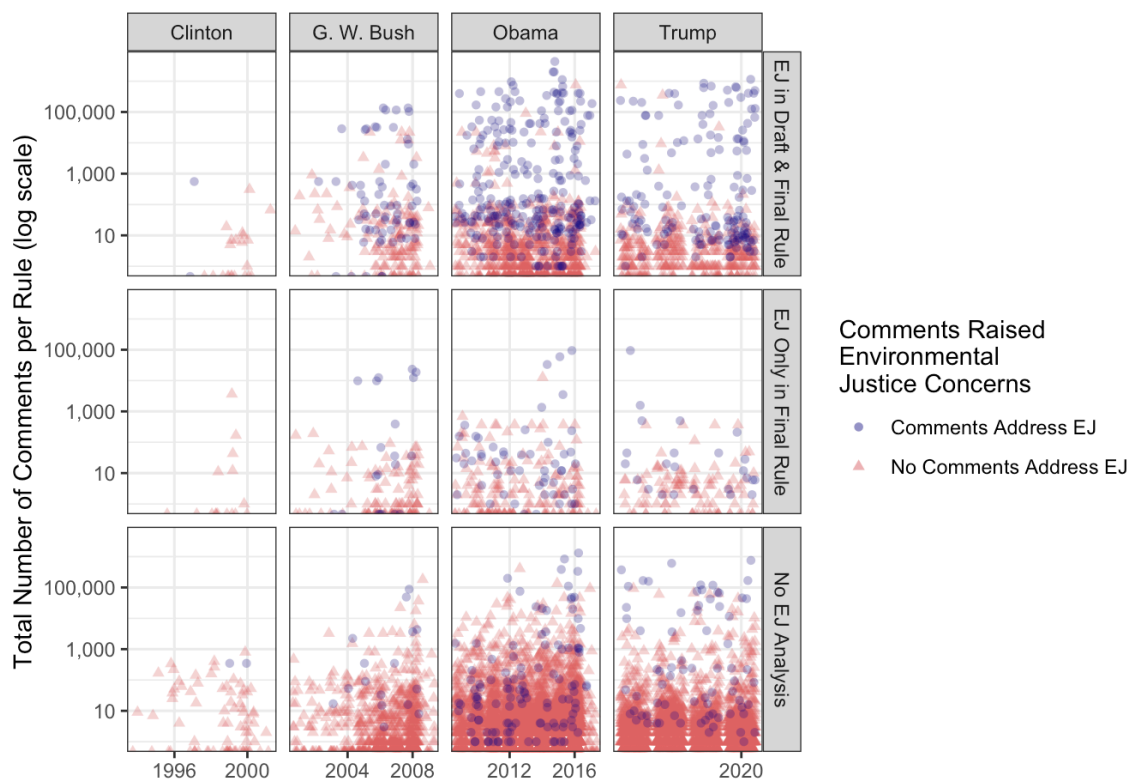 Clinton
G. W. Bush
Obama
Trump
Total Number of Comments per Rule (log scale)
100,000
1,000
10
EJ in Draft & Final Rule
100,000
1,000
10
EJ Only in Final Rule
100,000
1,000
10
No EJ Analysis
1996
2000
2004
2008
2012
2016
2020
Comments Raised
Environmental
Justice Concerns
Comments Address EJ
No Comments Address EJ